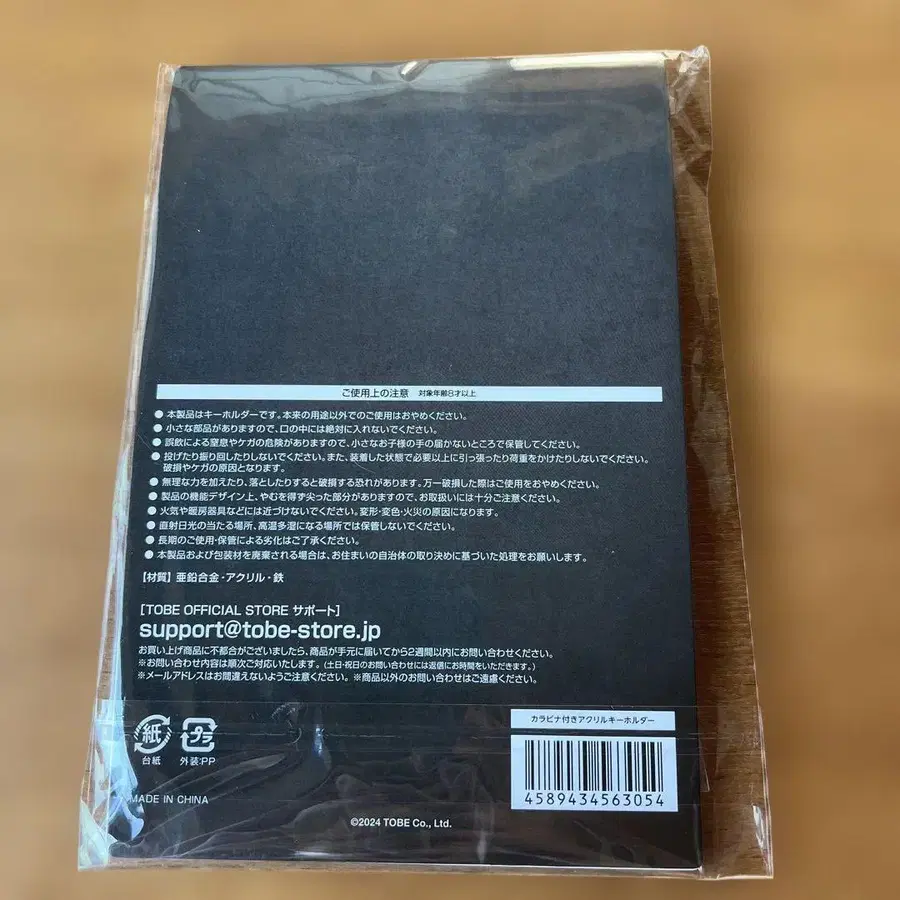 ご使用上の注意 対象年齢8才以上
● 本製品はキーホルダーです。本来の用途以外でのご使用はおやめください。
● 小さな部品がありますので、口の中には絶対に入れないでください。
● 誤飲による窒息やケガの危険がありますので、小さなお子様の手の届かないところで保管してください。
● 投げたり振り回したりしないでください。また、装着した状態で必要以上に引っ張ったり荷重をかけたりしないでください。
破損やケガの原因となります。
● 無理な力を加えたり、落としたりすると破損する恐れがあります。万一破損した際はご使用をおやめください。
● 製品の機能デザイン上、やむを得ず尖った部分がありますので、お取扱いには十分ご注意ください。
● 火気や暖房器具などには近づけないでください。変形・変色・火災の原因になります。
● 直射日光の当たる場所、高温多湿になる場所では保管しないでください。
● 長期のご使用・保管による劣化はご了承ください。
● 本製品および包装材を廃棄される場合は、お住まいの自治体の取り決めに基づいた処理をお願いします。
【材質】亜鉛合金・アクリル・鉄
[TOBE OFFICIAL STORE サポート]
support@tobe-store.jp
お買い上げ商品に不都合がございましたら、商品が手元に届いてから2週間以内にお問い合わせください。
※お問い合わせ内容は順次ご対応いたします。(土日・祝日のお問い合わせには返信にお時間をいただきます。)
※メールアドレスはお間違えないようご注意ください。 ※商品以外のお問い合わせはご遠慮ください。
紙 プラ
台紙 外装:PP
カラビナ付きアクリルキーホルダー
4589434563054
MADE IN CHINA
©2024 TOBE Co., Ltd.